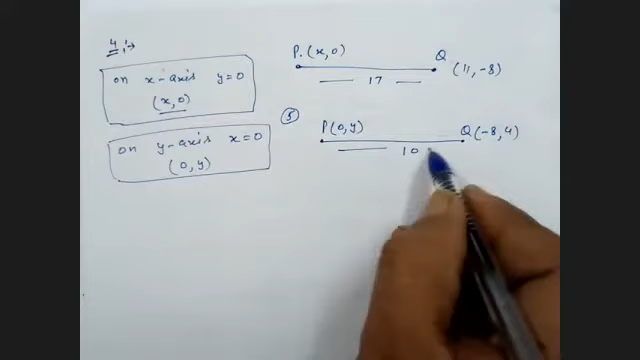 4 :→
on x-axis y=0
(x,0)
on y-axis x=0
(0,y)
P. (x,0)
Q (11,-8)
17
5
P(0,y)
Q(-8,4)
10